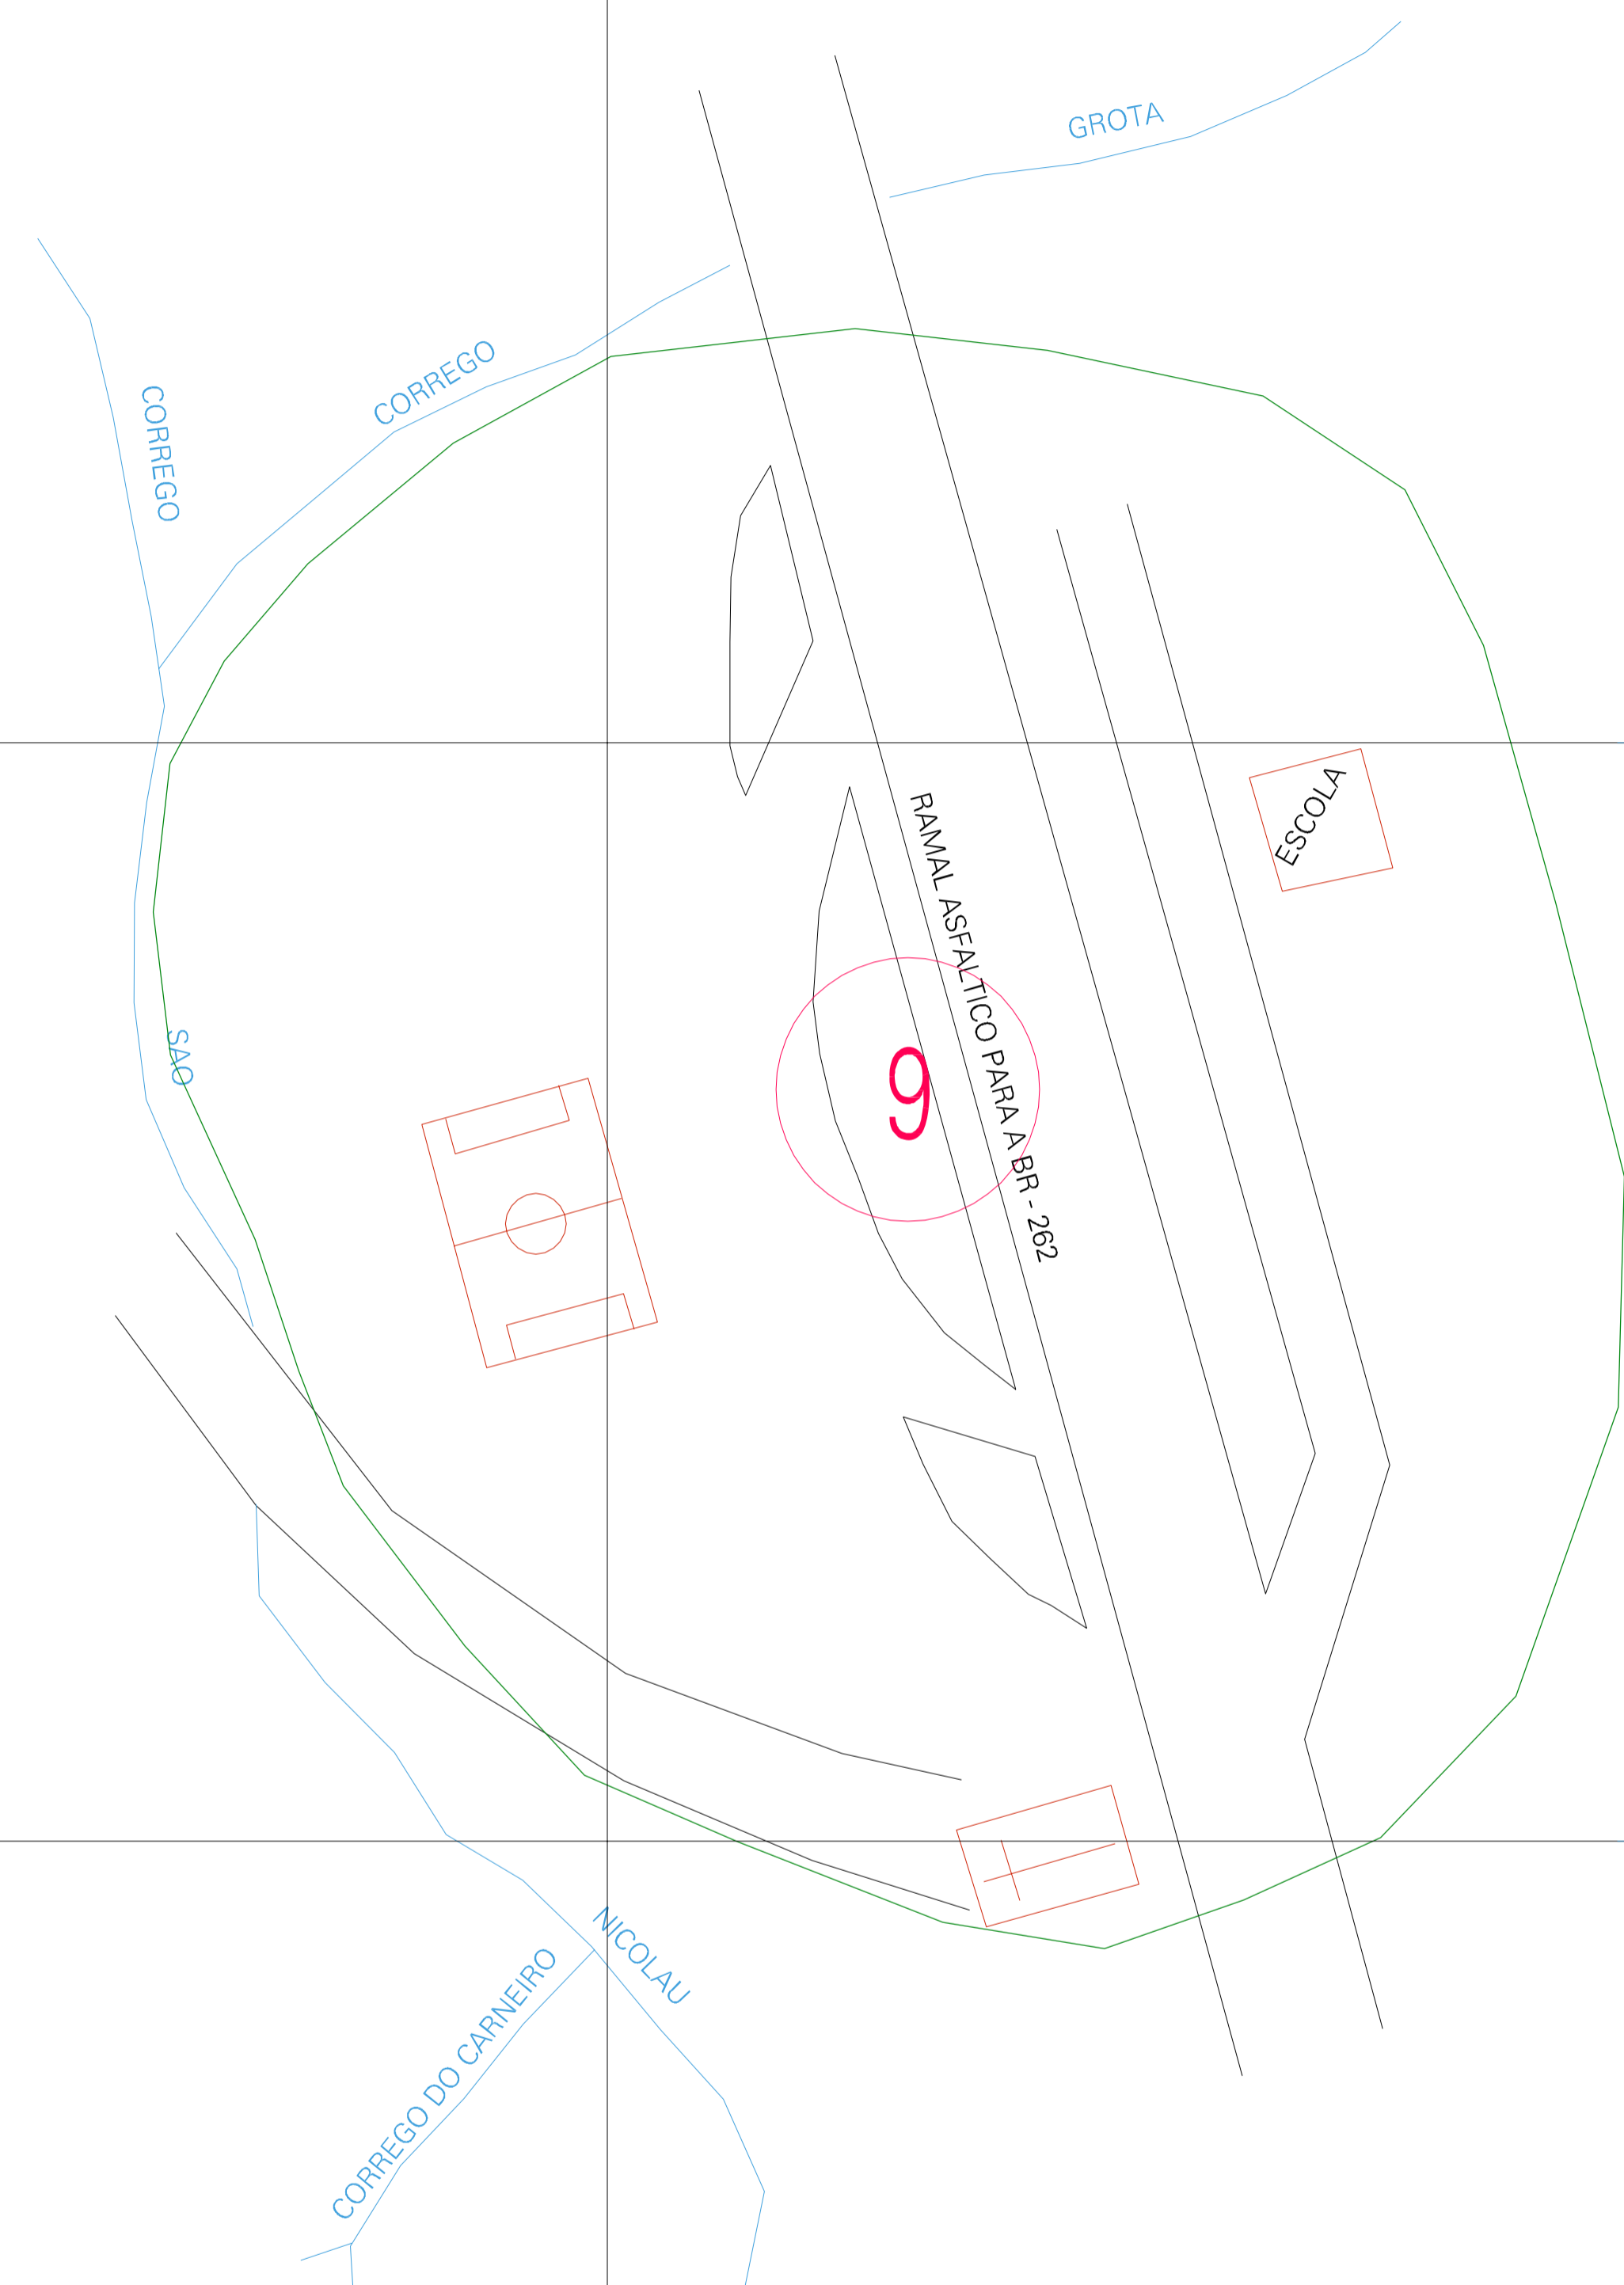 GROTA
CORREGO
CORREGO
ESCOLA
RAMAL ASFALTICO PARA A BR - 262
SAO
9
NICOLAU
CORREGO DO CARNEIRO